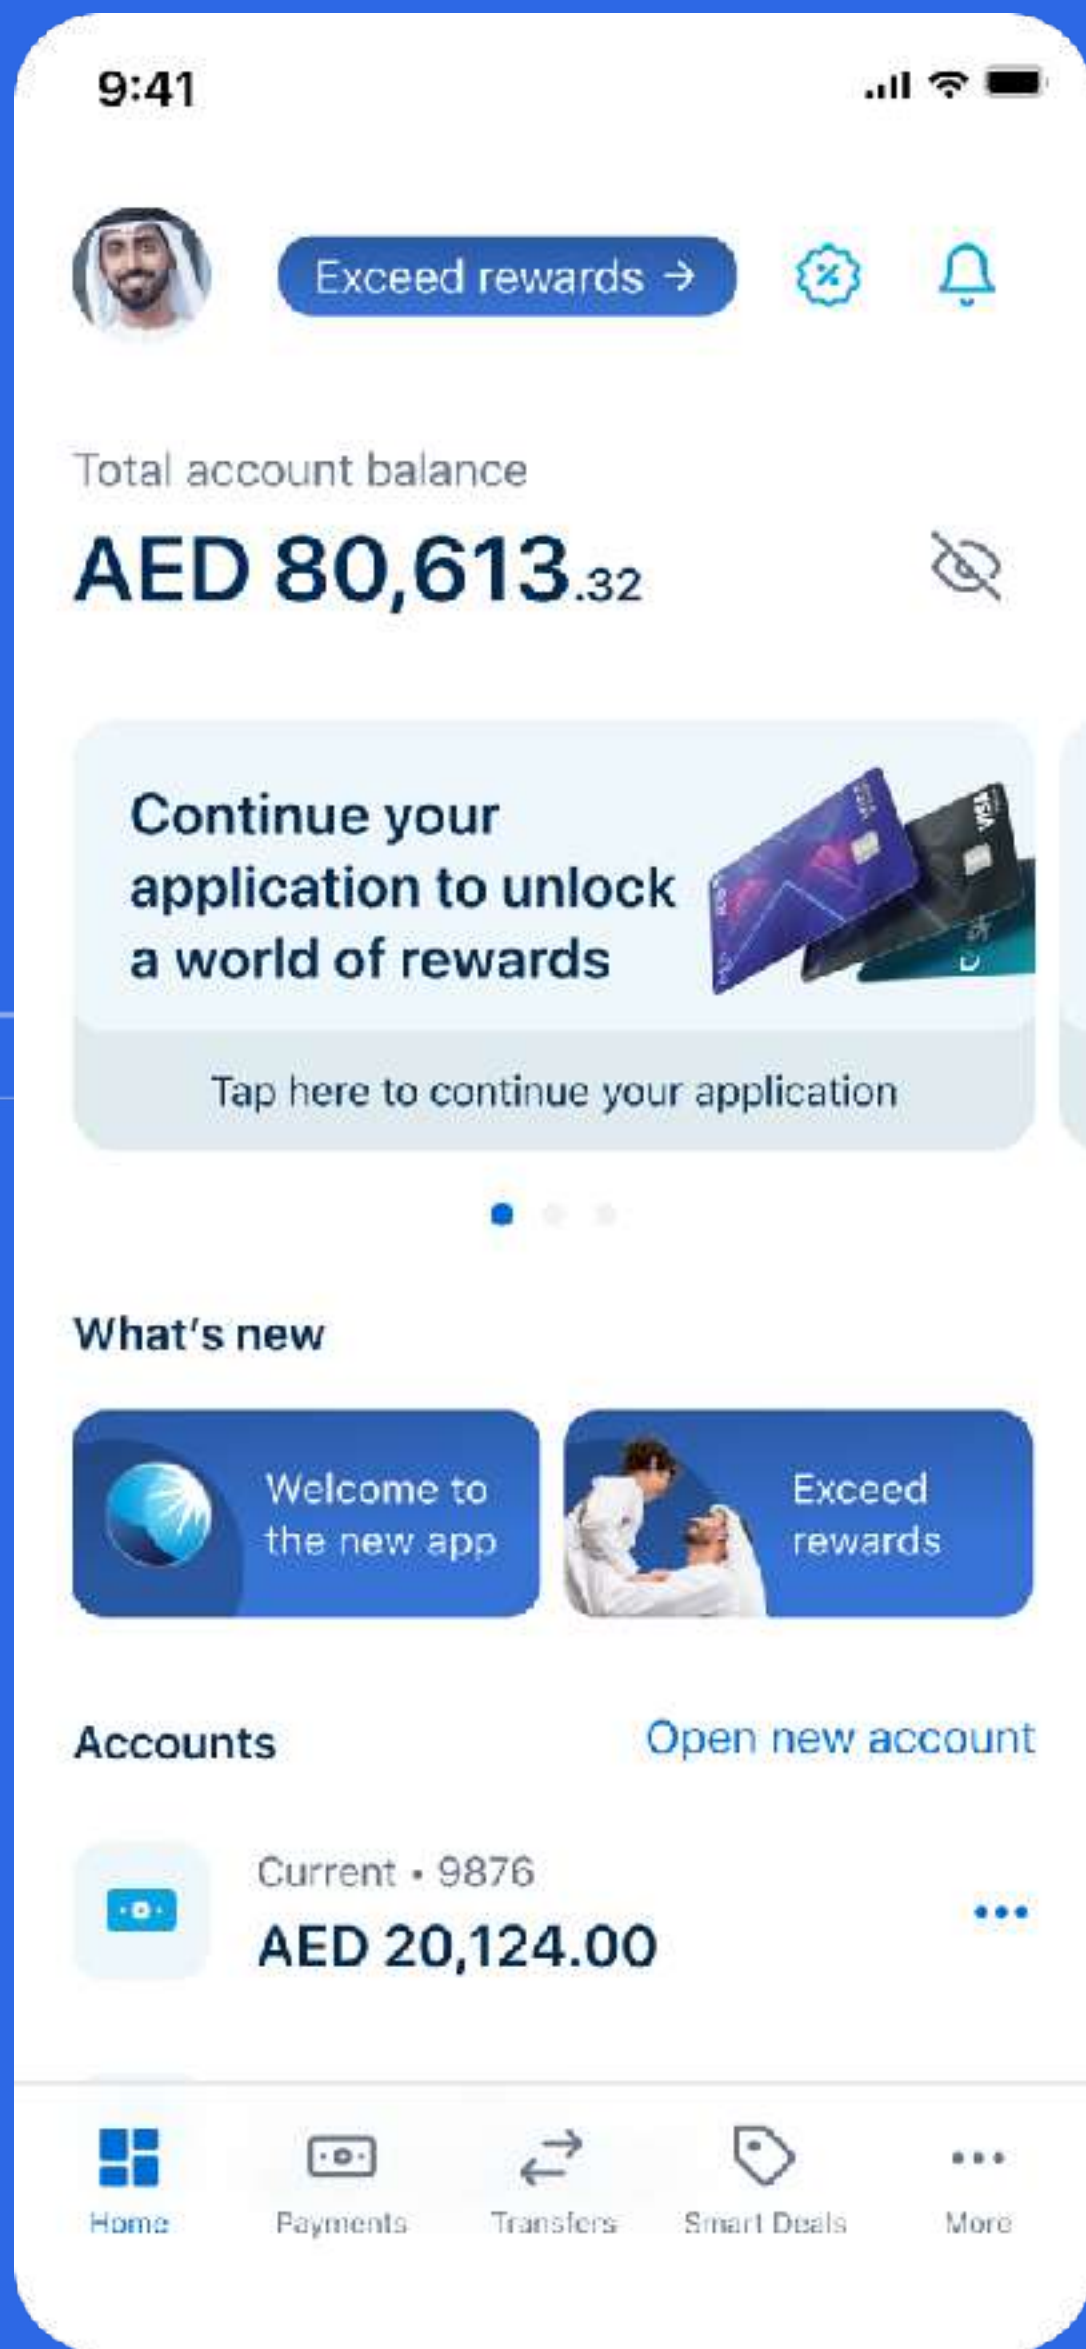 9:41
Exceed rewards →
Total account balance
AED 80,613.32
Continue your
application to unlock
a world of rewards
VISA
Tap here to continue your application
What's new
Welcome to
the new app
Exceed
rewards
Accounts
Open new account
Current • 9876
AED 20,124.00
Home
Payments
Transfers
Smart Deals
More